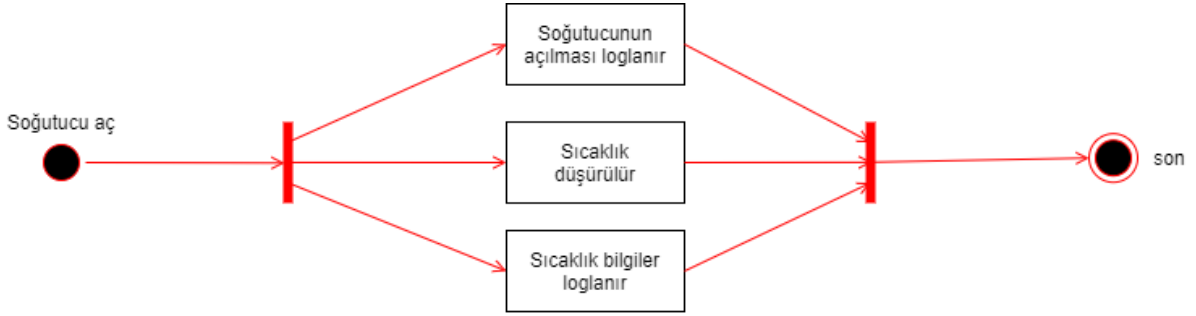 Soğutucunun
açılması loglanır
Soğutucu aç
Sıcaklık
düşürülür
son
Sıcaklık bilgiler
loglanır